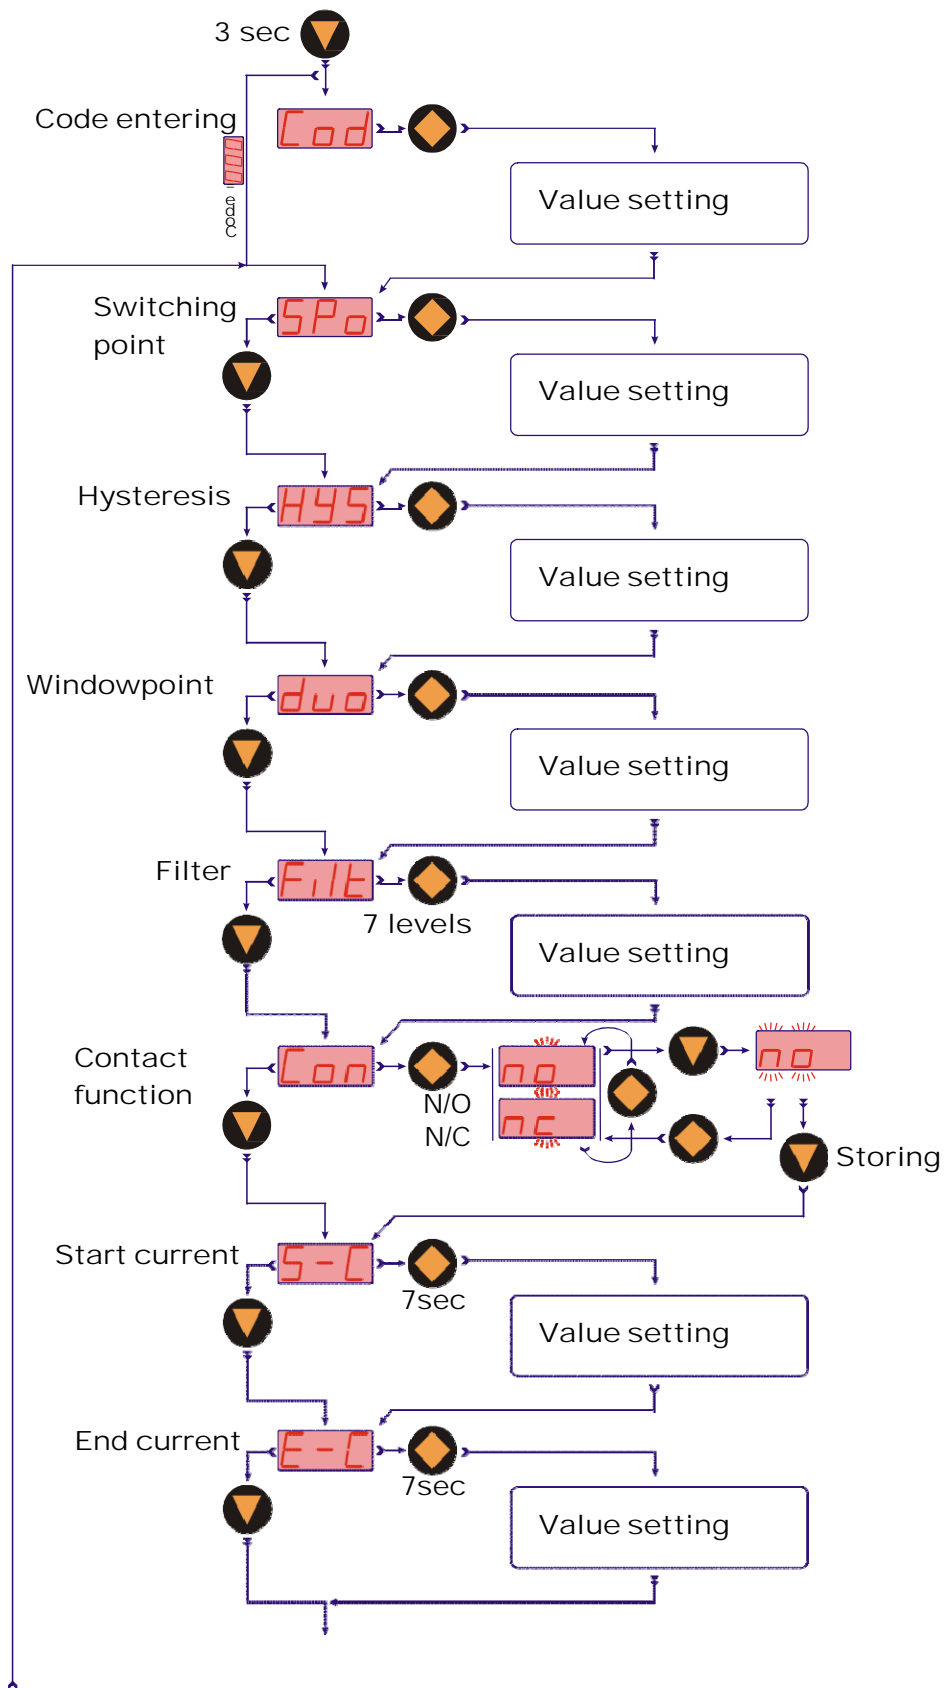 3 sec
Code entering
Cod
Code =
Value setting
Switching
point
SPo
Value setting
Hysteresis
HYS
Value setting
Windowpoint
duo
Value setting
Filter
Filt
7 levels
Value setting
Contact
function
Con
N/O
N/C
no
nc
no
Storing
Start current
S-C
7sec
Value setting
End current
E-C
7sec
Value setting